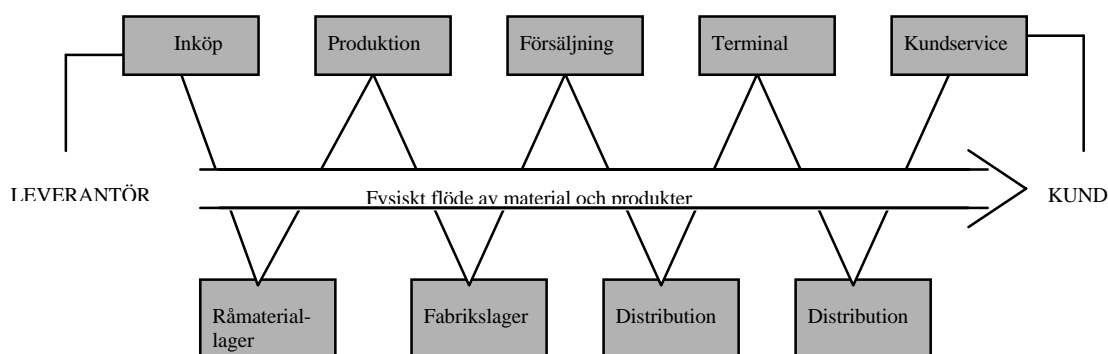 Inköp
Produktion
Försäljning
Terminal
Kundservice
LEVERANTÖR
Fysiskt flöde av material och produkter
KUND
Råmaterial-
lager
Fabrikslager
Distribution
Distribution